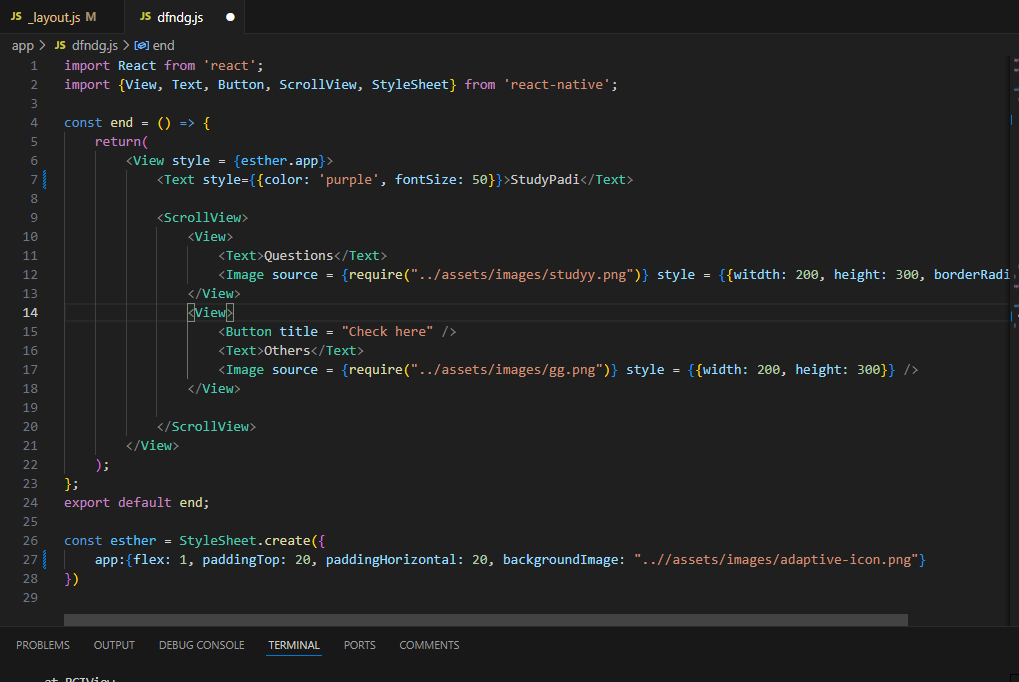 JS _layout.js M JS dfndg.js
app > JS dfndg.js > end
1 import React from 'react';
2 import {View, Text, Button, ScrollView, StyleSheet} from 'react-native';
3
4 const end = () => {
5 return(
6 <View style = {esther.app}>
7 <Text style={{color: 'purple', fontSize: 50}}>StudyPadi</Text>
8
9 <ScrollView>
10 <View>
11 <Text>Questions</Text>
12 <Image source = {require("../assets/images/studyy.png")} style = {{witdth: 200, height: 300, borderRadi
13 </View>
14 <View>
15 <Button title = "Check here" />
16 <Text>Others</Text>
17 <Image source = {require("../assets/images/gg.png")} style = {{width: 200, height: 300}} />
18 </View>
19
20 </ScrollView>
21 </View>
22 );
23 };
24 export default end;
25
26 const esther = StyleSheet.create({
27 app:{flex: 1, paddingTop: 20, paddingHorizontal: 20, backgroundImage: "..//assets/images/adaptive-icon.png"}
28 })
29
PROBLEMS OUTPUT DEBUG CONSOLE TERMINAL PORTS COMMENTS
at RCTView